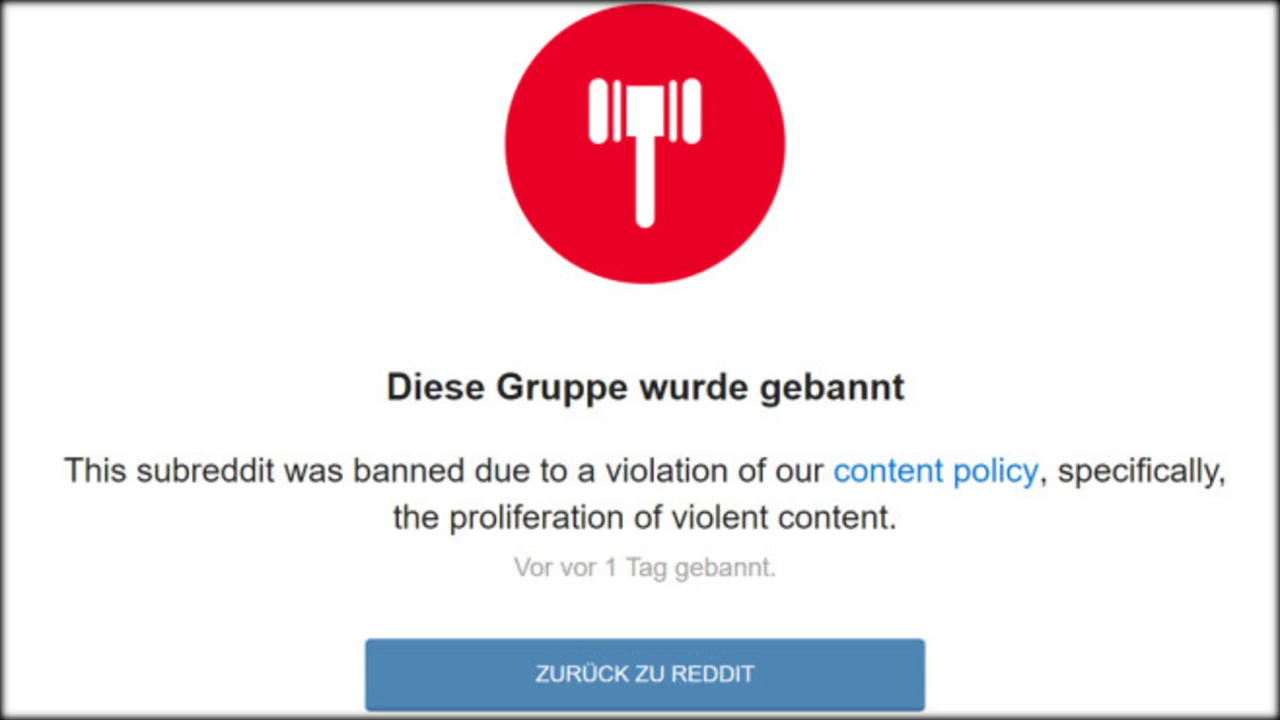 Diese Gruppe wurde gebannt
This subreddit was banned due to a violation of our content policy, specifically,
the proliferation of violent content.
Vor vor 1 Tag gebannt.
ZURÜCK ZU REDDIT